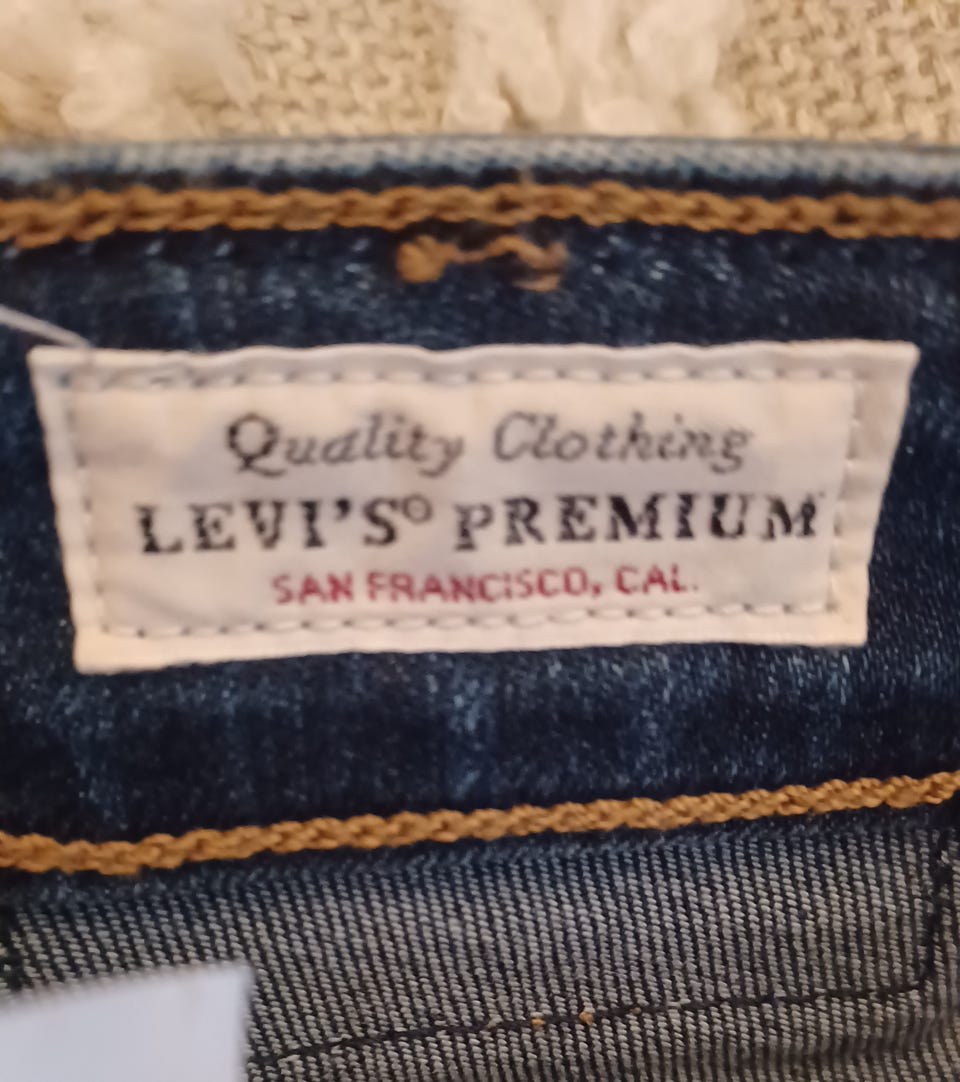 Quality Clothing
LEVI'S® PREMIUM
SAN FRANCISCO, CAL.